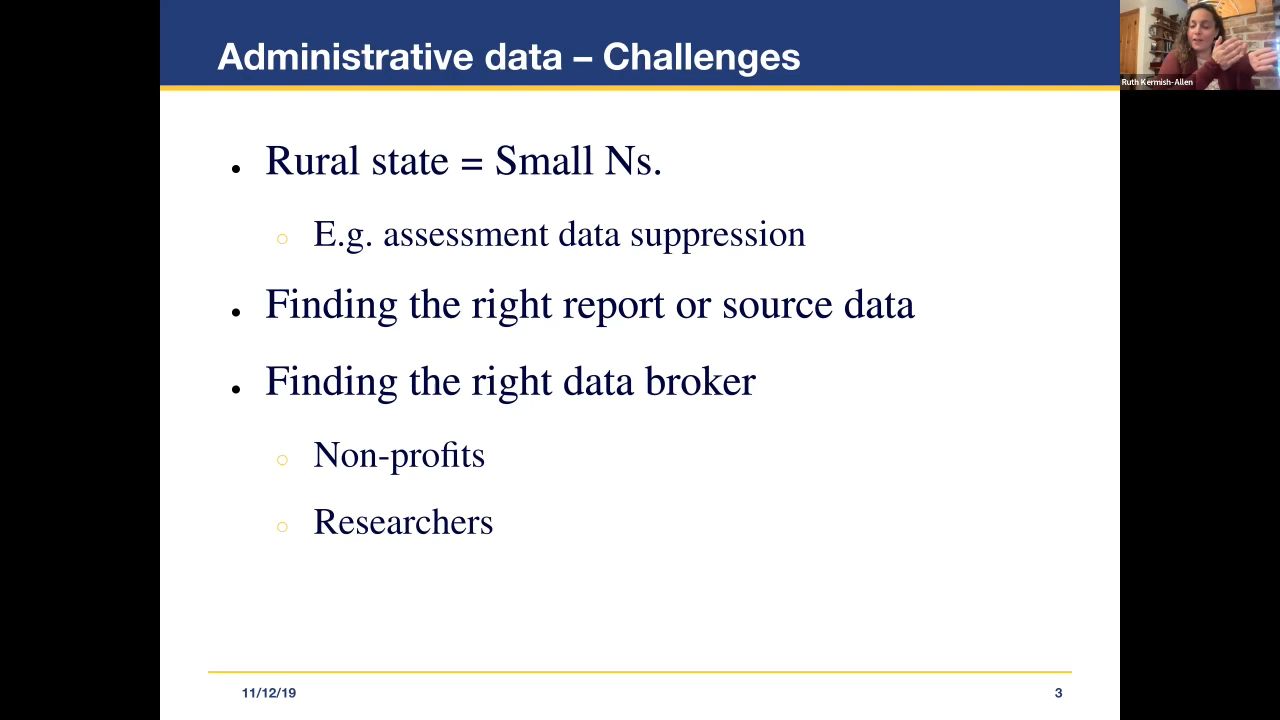 Administrative data – Challenges
Ruth Kermish-Allen
• Rural state = Small Ns.
○ E.g. assessment data suppression
• Finding the right report or source data
• Finding the right data broker
○ Non-profits
○ Researchers
11/12/19
3